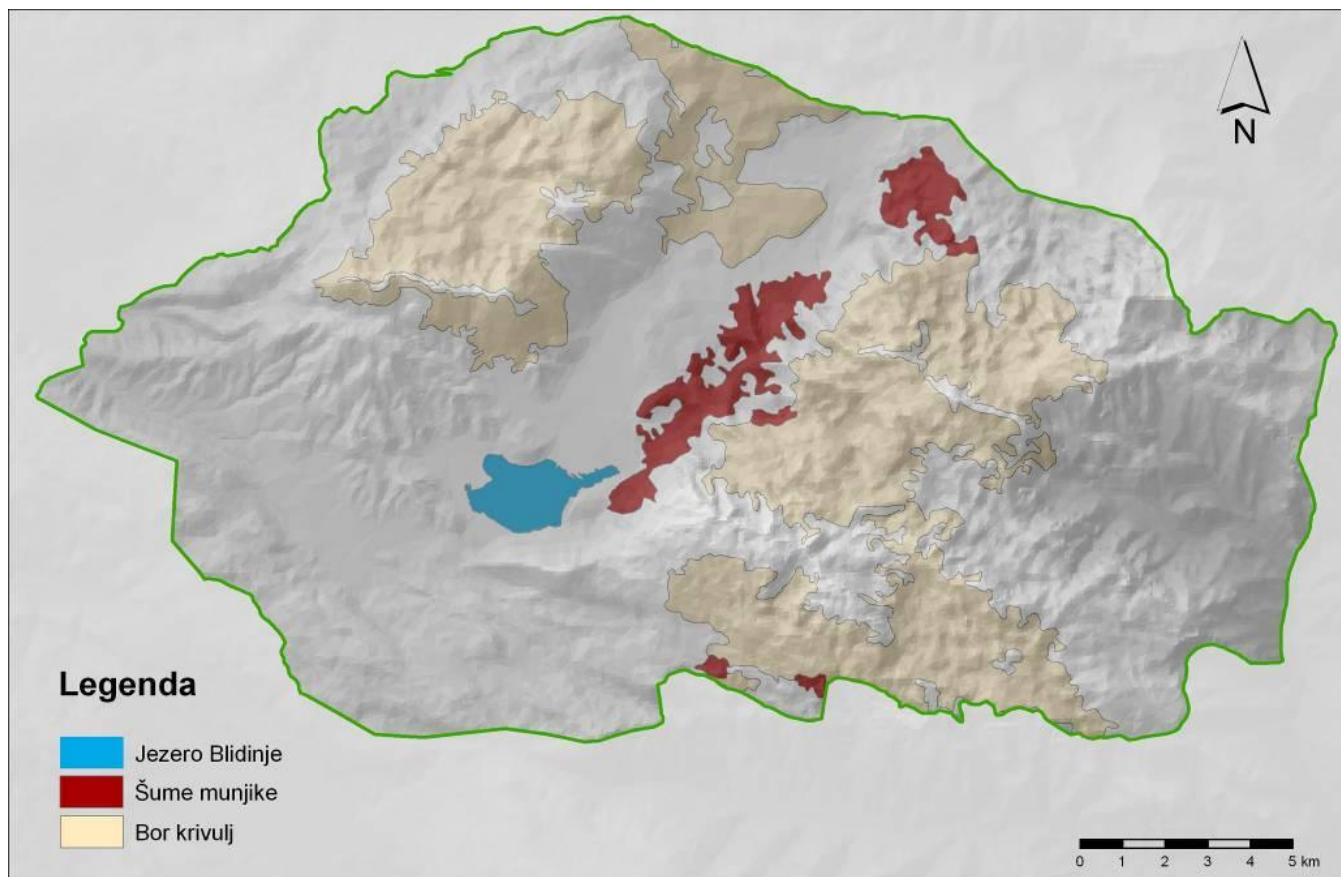 N
Legenda
Jezero Blidinje
Šume munjike
Bor krivulj
0 1 2 3 4 5 km